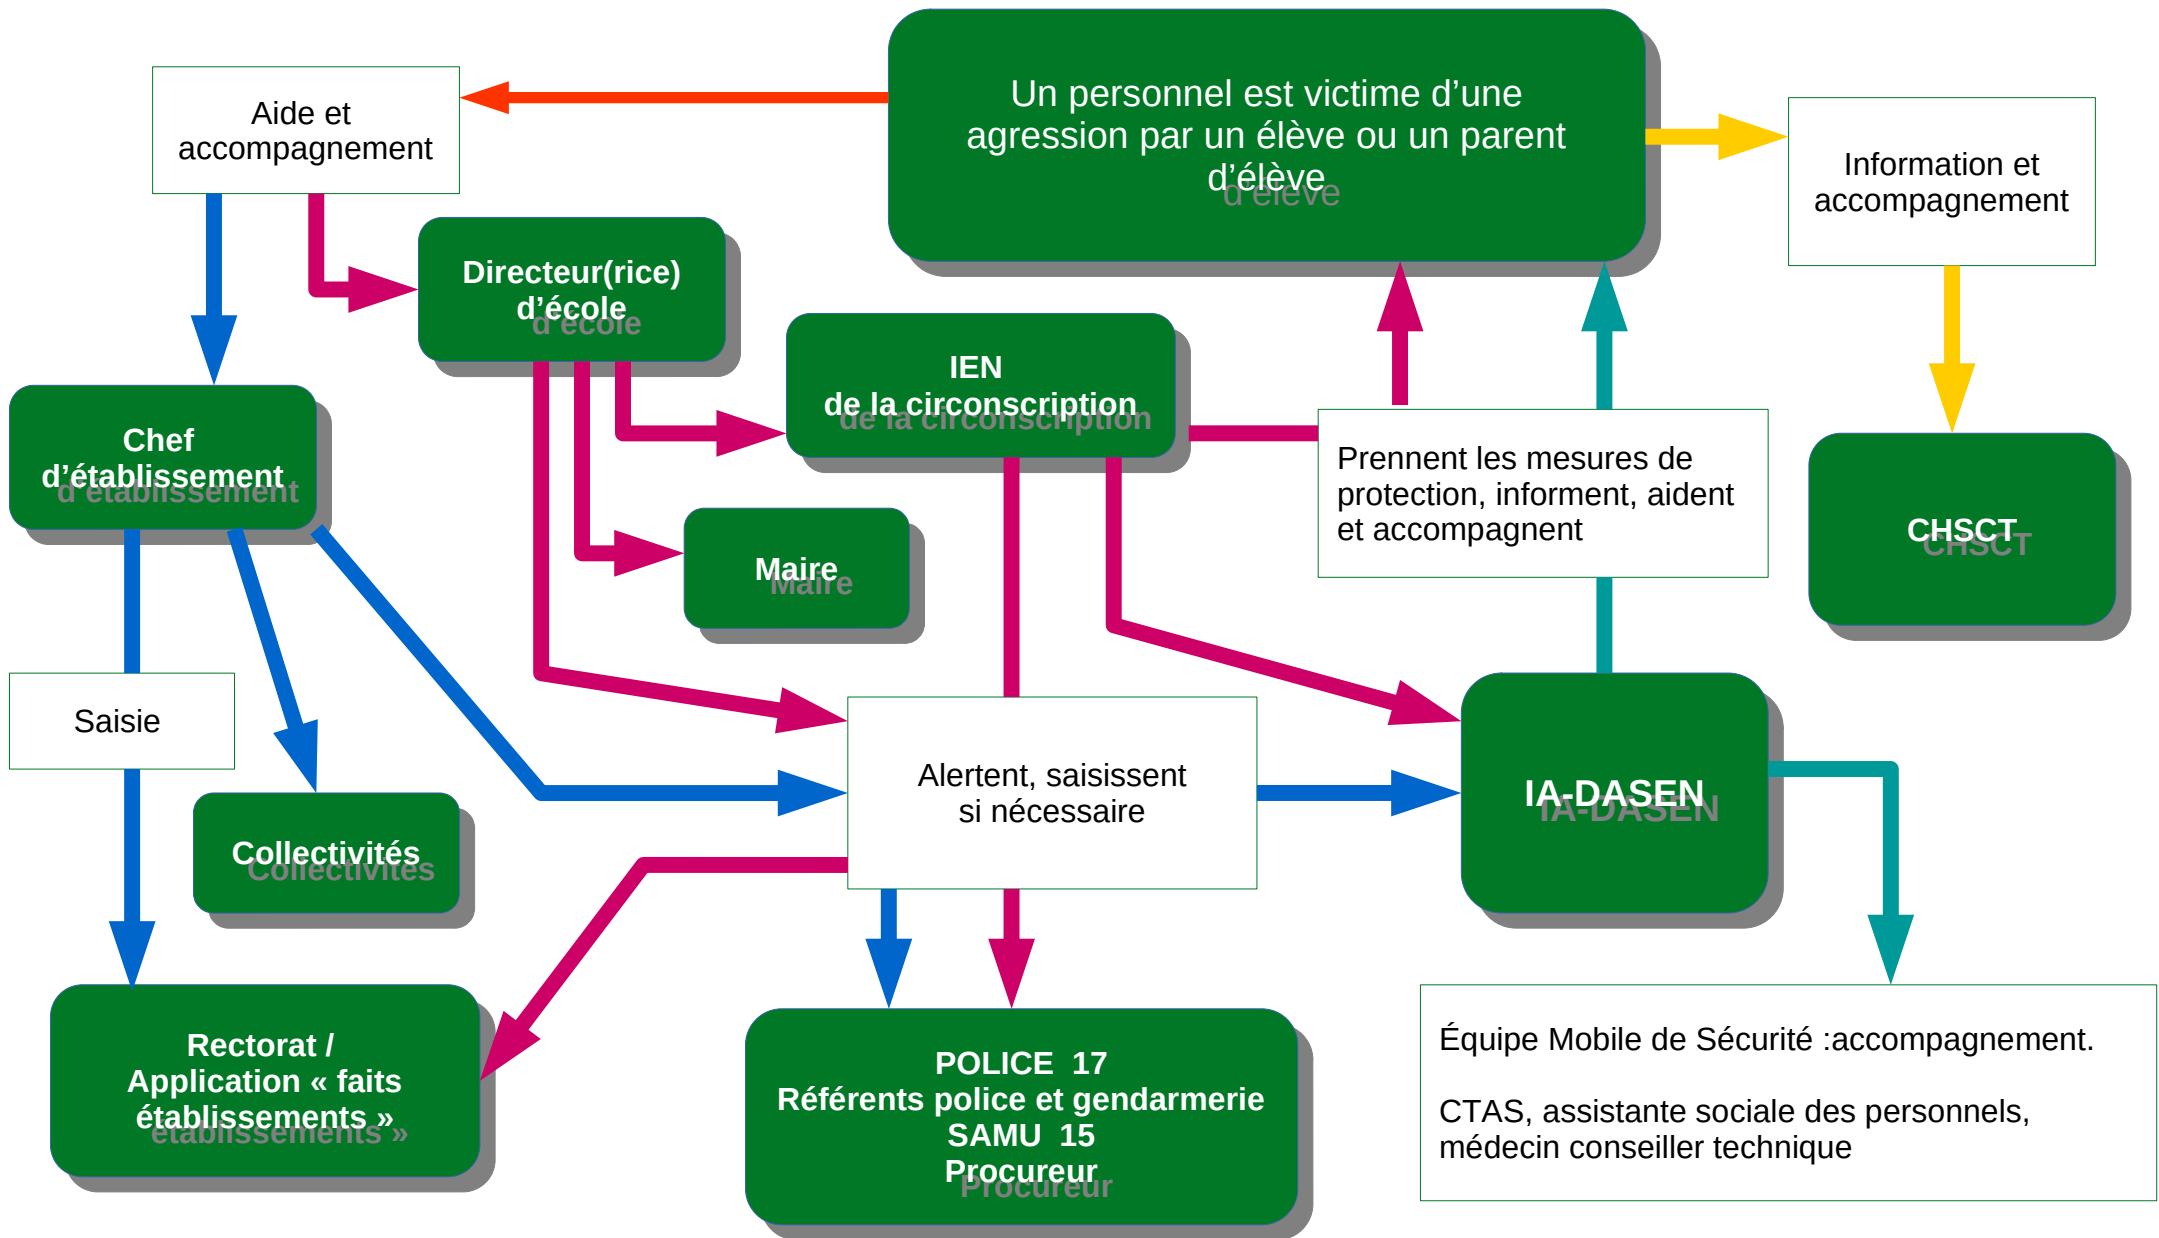 Un personnel est victime d’une
agression par un élève ou un parent
d’élève
Aide et
accompagnement
Information et
accompagnement
Directeur(rice)
d’école
IEN
de la circonscription
Chef
d’établissement
Prennent les mesures de
protection, informent, aident
et accompagnent
CHSCT
Maire
Saisie
Alertent, saisissent
si nécessaire
IA-DASEN
Collectivités
Rectorat /
Application « faits
établissements »
POLICE  17
Référents police et gendarmerie
SAMU  15
Procureur
Équipe Mobile de Sécurité :accompagnement.
CTAS, assistante sociale des personnels,
médecin conseiller technique